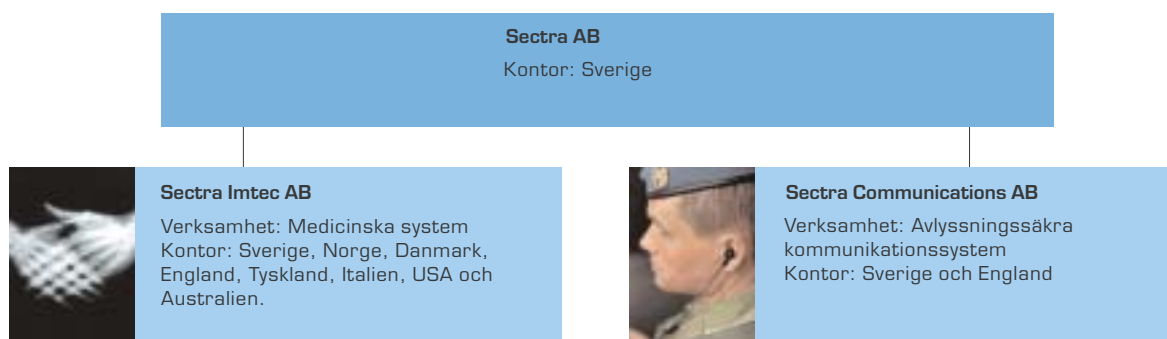 Sectra AB
Kontor: Sverige
Sectra Imtec AB
Verksamhet: Medicinska system
Kontor: Sverige, Norge, Danmark,
England, Tyskland, Italien, USA och
Australien.
Sectra Communications AB
Verksamhet: Avlyssningssäkra
kommunikationssystem
Kontor: Sverige och England